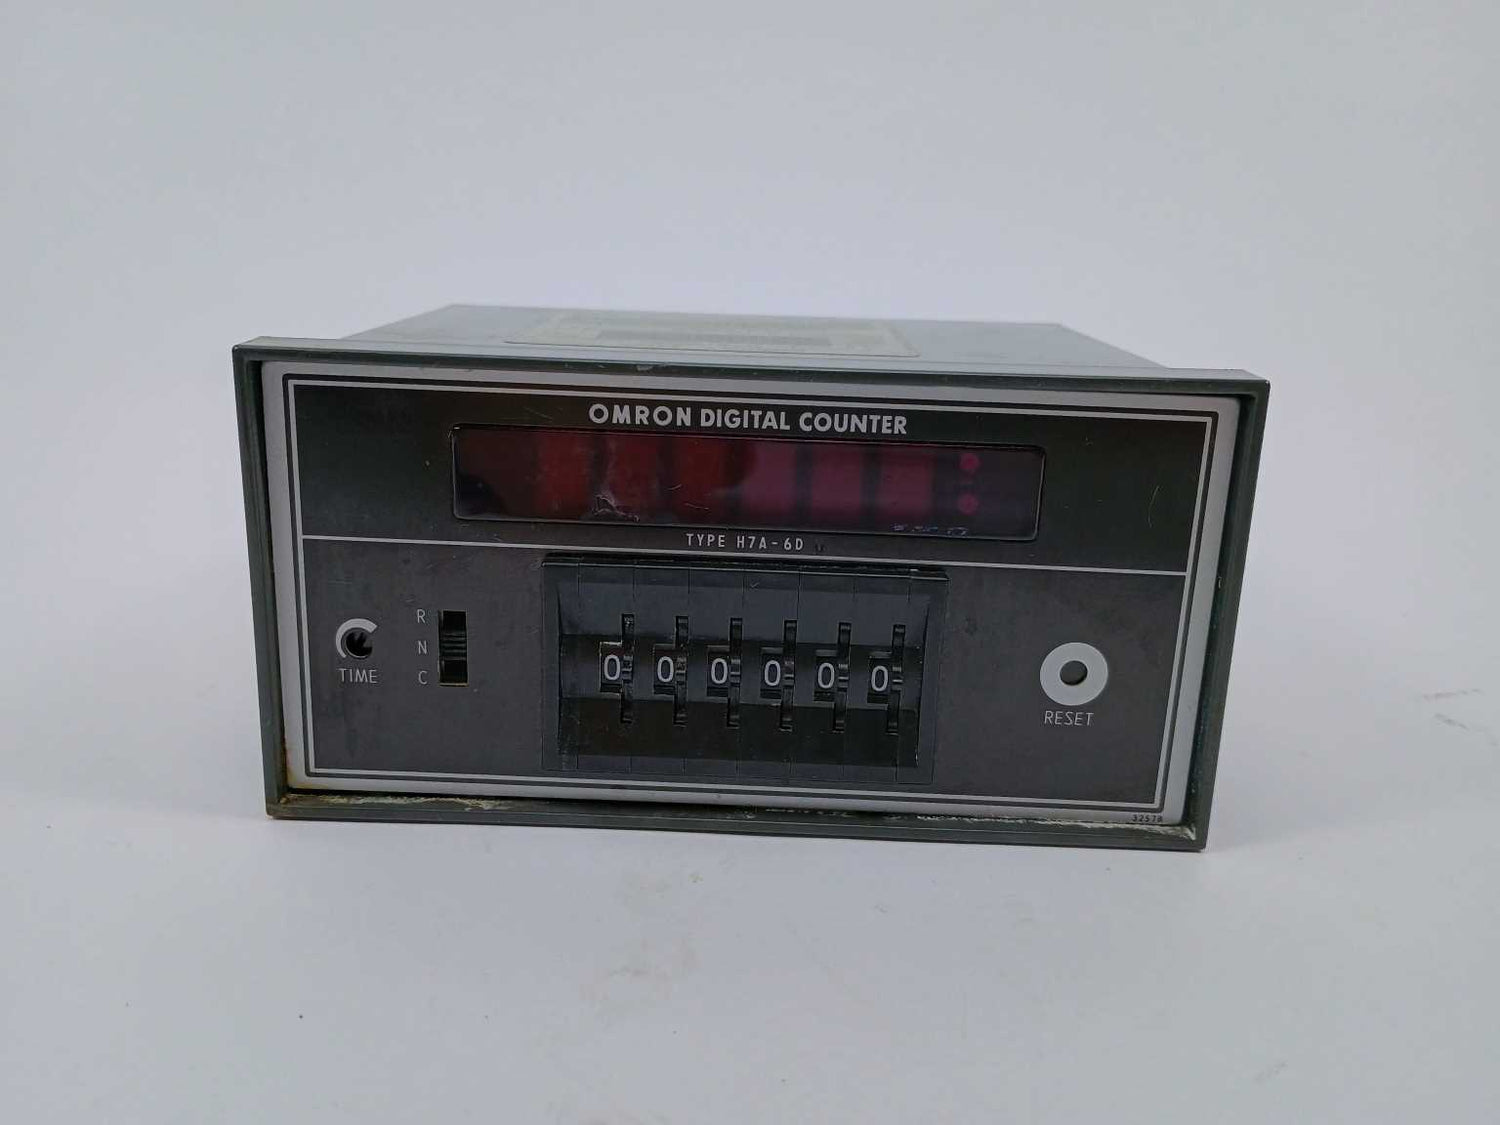 OMRON DIGITAL COUNTER
TYPE H7A-6D
R
N
C
TIME
0 0 0 0 0 0
RESET